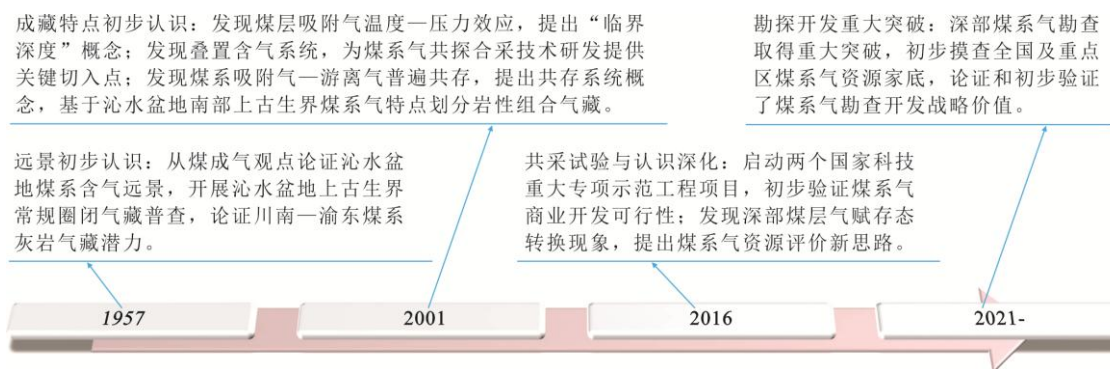 成藏特点初步认识：发现煤层吸附气温度—压力效应，提出“临界
深度”概念；发现叠置含气系统，为煤系气共探合采技术研发提供
关键切入点；发现煤系吸附气—游离气普遍共存，提出共存系统概
念，基于沁水盆地南部上古生界煤系气特点划分岩性组合气藏。
勘探开发重大突破：深部煤系气勘查
取得重大突破，初步摸查全国及重点
区煤系气资源家底，论证和初步验证
了煤系气勘查开发战略价值。
远景初步认识：从煤成气观点论证沁水盆
地煤系含气远景，开展沁水盆地上古生界
常规圈闭气藏普查，论证川南—渝东煤系
灰岩气藏潜力。
共采试验与认识深化：启动两个国家科技
重大专项示范工程项目，初步验证煤系气
商业开发可行性；发现深部煤层气赋存态
转换现象，提出煤系气资源评价新思路。
1957
2001
2016
2021-